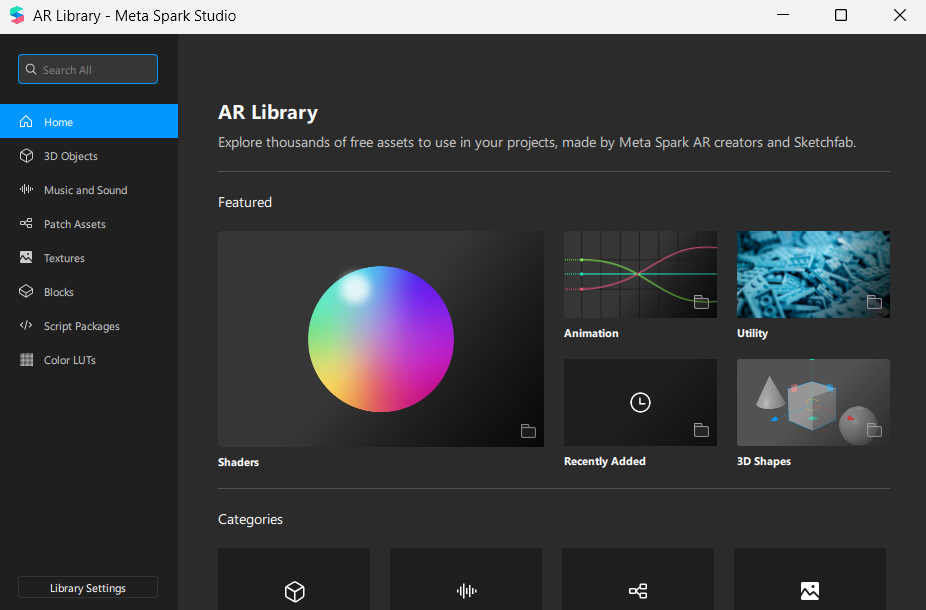 AR Library - Meta Spark Studio
Search All
Home
3D Objects
Music and Sound
Patch Assets
Textures
Blocks
Script Packages
Color LUTs
Library Settings
AR Library
Explore thousands of free assets to use in your projects, made by Meta Spark AR creators and Sketchfab.
Featured
Shaders
Animation
Utility
Recently Added
3D Shapes
Categories